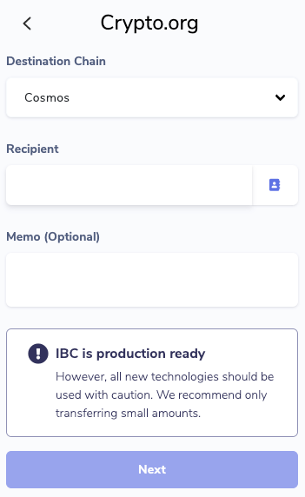 Crypto.org
Destination Chain
Cosmos
Recipient
Memo (Optional)
IBC is production ready
However, all new technologies should be
used with caution. We recommend only
transferring small amounts.
Next